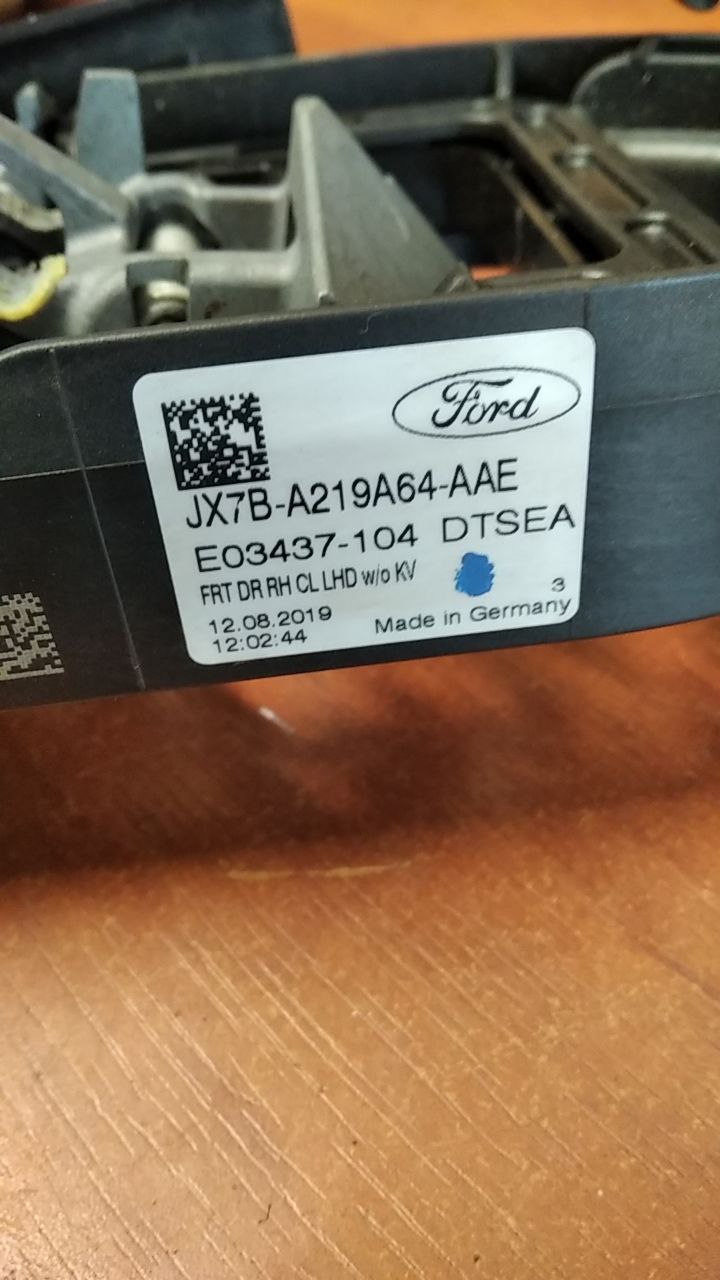 Ford
JX7B-A219A64-AAE
E03437-104 DTSEA
FRT DR RH CL LHD w/o KV
3
12.08.2019
12:02:44
Made in Germany